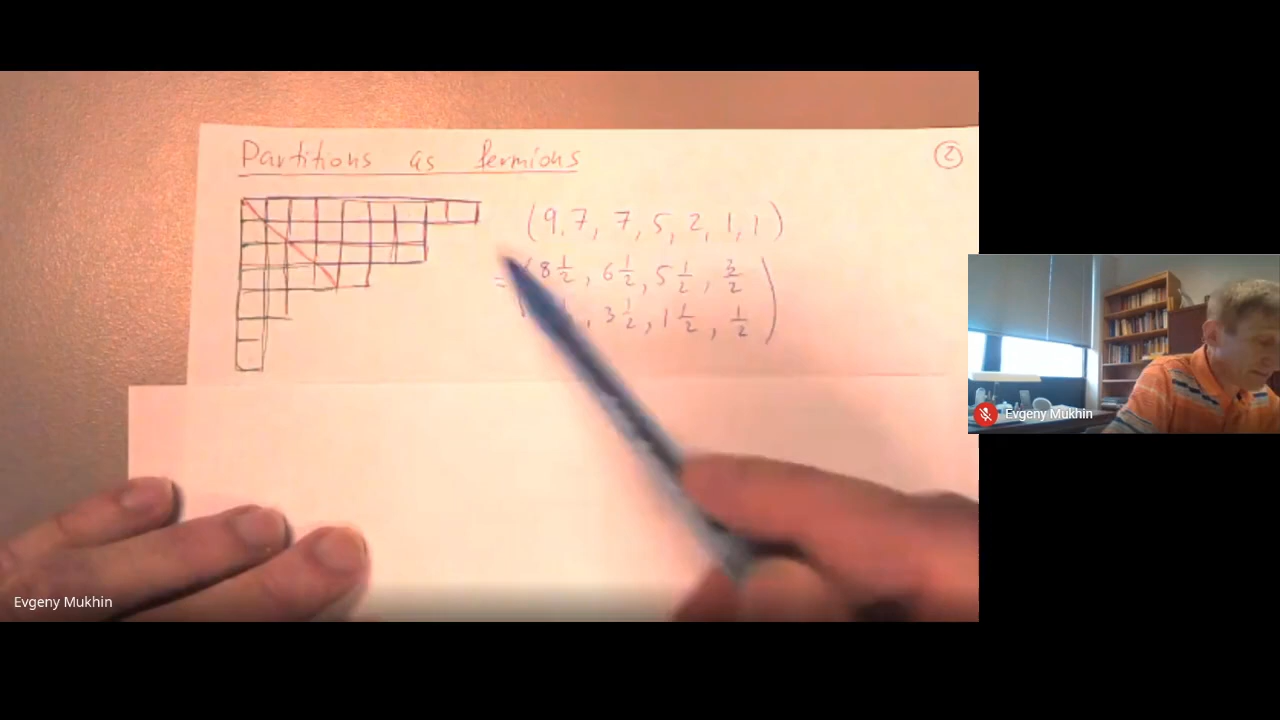 Partitions as fermions
2
(9, 7, 7, 5, 2, 1, 1)
= ( 8 1/2 , 6 1/2 , 5 1/2 , 3/2
, 3 1/2 , 1 1/2 , 1/2 )
Evgeny Mukhin
Evgeny Mukhin